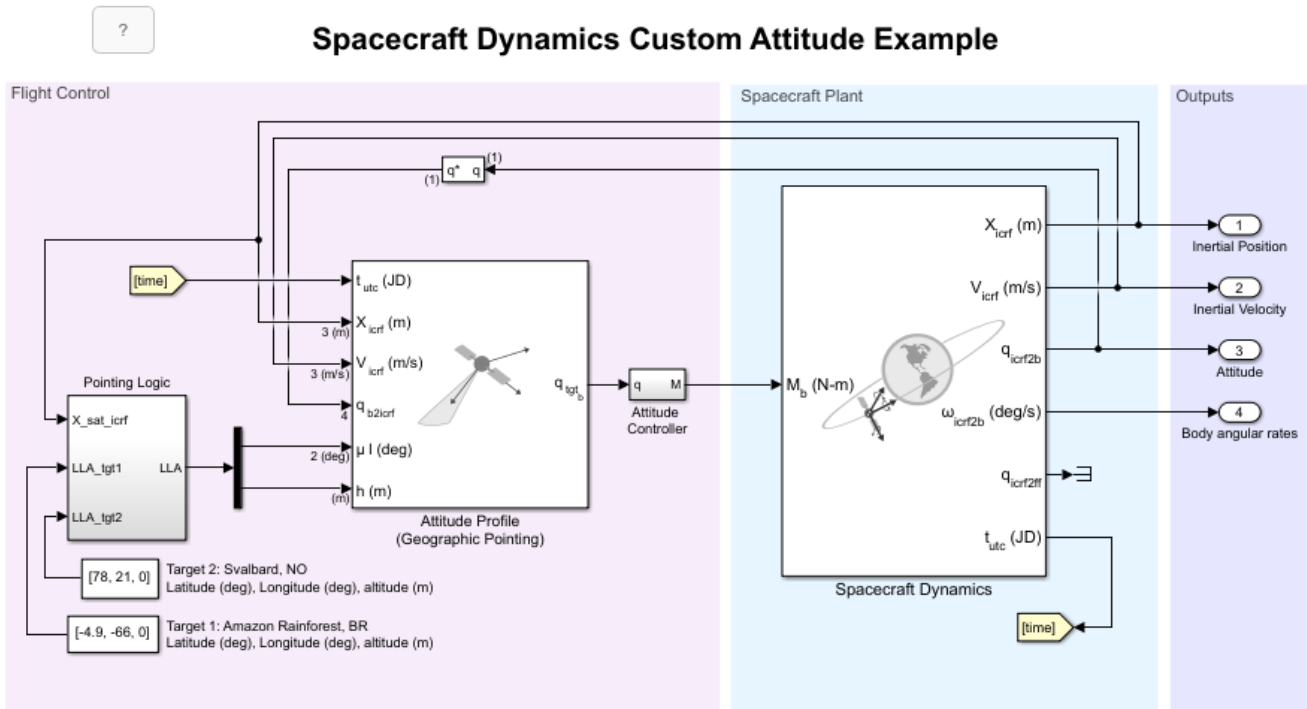 ?
Spacecraft Dynamics Custom Attitude Example
Flight Control
Spacecraft Plant
Outputs
(1)
q* q
(1)
[time]
t_utc (JD)
X_icrf (m)
3 (m)
V_icrf (m/s)
3 (m/s)
q_b2icrf
4
μ l (deg)
2 (deg)
h (m)
(m)
q_tgt_b
Attitude Profile
(Geographic Pointing)
Pointing Logic
X_sat_icrf
LLA_tgt1
LLA
LLA_tgt2
[78, 21, 0]
Target 2: Svalbard, NO
Latitude (deg), Longitude (deg), altitude (m)
[-4.9, -66, 0]
Target 1: Amazon Rainforest, BR
Latitude (deg), Longitude (deg), altitude (m)
q M
Attitude
Controller
M_b (N-m)
X_icrf (m)
V_icrf (m/s)
q_icrf2b
ω_icrf2b (deg/s)
q_icrf2ff
t_utc (JD)
Spacecraft Dynamics
[time]
1
Inertial Position
2
Inertial Velocity
3
Attitude
4
Body angular rates